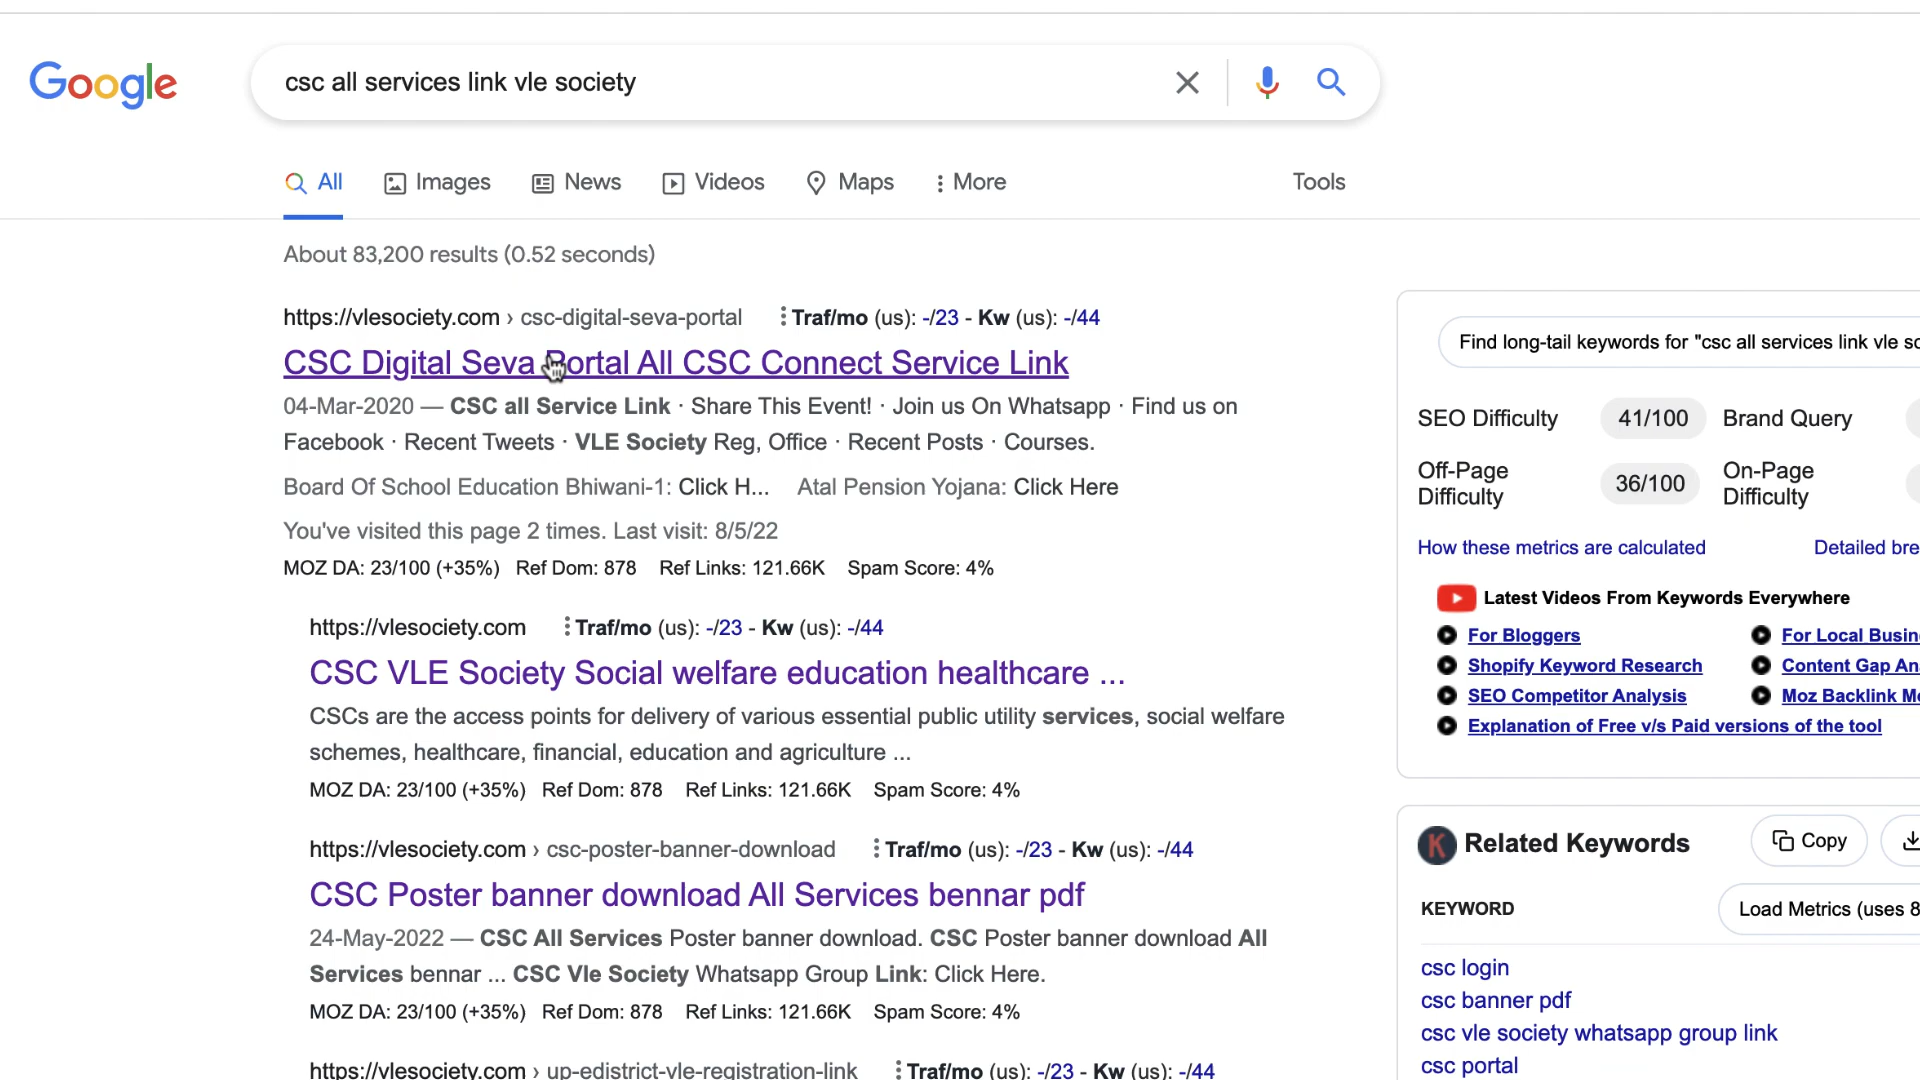 Google
csc all services link vle society
All
Images
News
Videos
Maps
More
Tools
About 83,200 results (0.52 seconds)
https://vlesociety.com › csc-digital-seva-portal Traf/mo (us): -/23 - Kw (us): -/44
CSC Digital Seva Portal All CSC Connect Service Link
04-Mar-2020 — CSC all Service Link · Share This Event! · Join us On Whatsapp · Find us on
Facebook · Recent Tweets · VLE Society Reg, Office · Recent Posts · Courses.
Board Of School Education Bhiwani-1: Click H... Atal Pension Yojana: Click Here
You've visited this page 2 times. Last visit: 8/5/22
MOZ DA: 23/100 (+35%) Ref Dom: 878 Ref Links: 121.66K Spam Score: 4%
https://vlesociety.com Traf/mo (us): -/23 - Kw (us): -/44
CSC VLE Society Social welfare education healthcare ...
CSCs are the access points for delivery of various essential public utility services, social welfare
schemes, healthcare, financial, education and agriculture ...
MOZ DA: 23/100 (+35%) Ref Dom: 878 Ref Links: 121.66K Spam Score: 4%
https://vlesociety.com › csc-poster-banner-download Traf/mo (us): -/23 - Kw (us): -/44
CSC Poster banner download All Services bennar pdf
24-May-2022 — CSC All Services Poster banner download. CSC Poster banner download All
Services bennar ... CSC Vle Society Whatsapp Group Link: Click Here.
MOZ DA: 23/100 (+35%) Ref Dom: 878 Ref Links: 121.66K Spam Score: 4%
https://vlesociety.com › up-edistrict-vle-registration-link Traf/mo (us): -/23 - Kw (us): -/44
Find long-tail keywords for "csc all services link vle so
SEO Difficulty 41/100 Brand Query
Off-Page Difficulty 36/100 On-Page Difficulty
How these metrics are calculated Detailed bre
Latest Videos From Keywords Everywhere
For Bloggers For Local Busin
Shopify Keyword Research Content Gap An
SEO Competitor Analysis Moz Backlink Me
Explanation of Free v/s Paid versions of the tool
K Related Keywords Copy
KEYWORD Load Metrics (uses 8
csc login
csc banner pdf
csc vle society whatsapp group link
csc portal